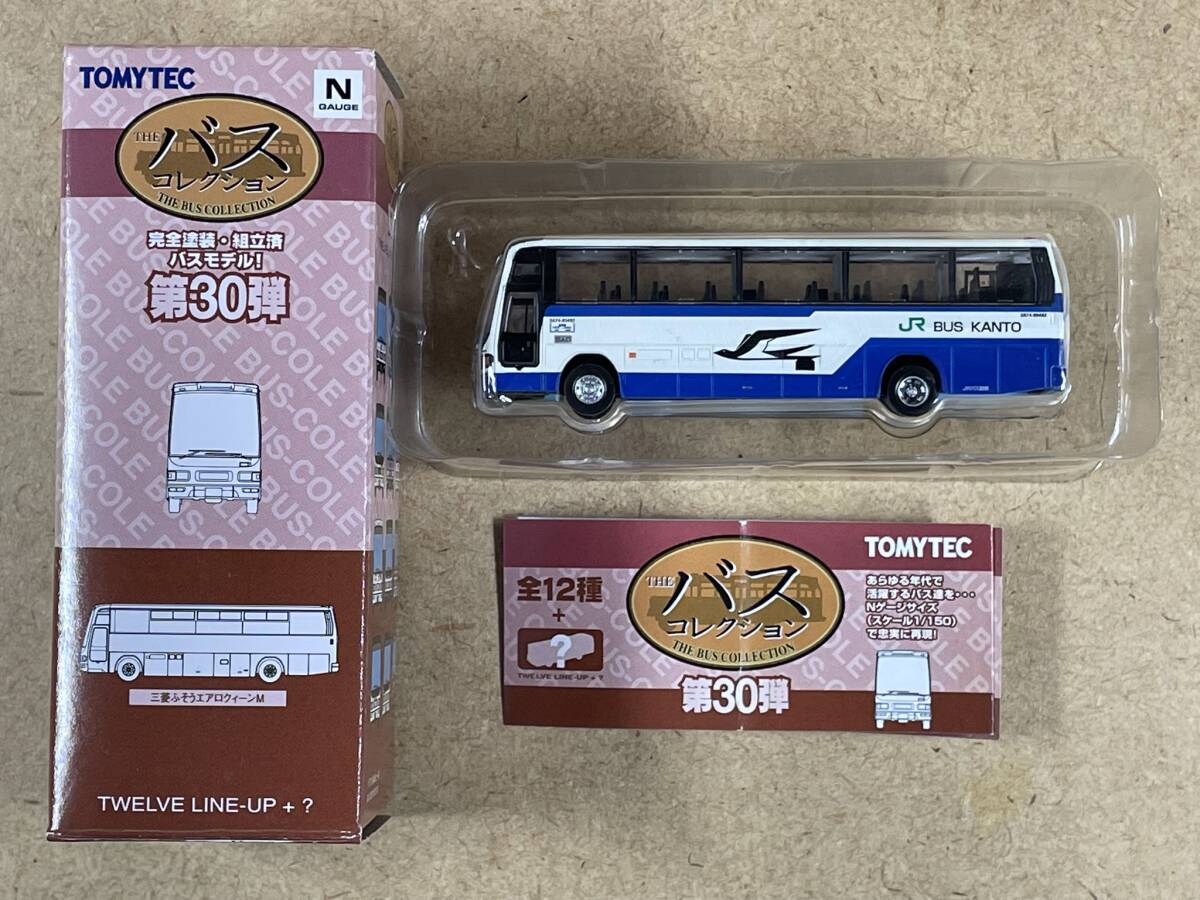 TOMYTEC
N
GAUGE
THE
バス
コレクション
THE BUS COLLECTION
完全塗装・組立済
バスモデル!
第30弾
三菱ふそうエアロクィーンM
TWELVE LINE-UP + ?
JR BUS KANTO
全12種
+
?
TWELVE LINE-UP + ?
THE
バス
コレクション
THE BUS COLLECTION
第30弾
TOMYTEC
あらゆる年代で
活躍するバス達を・・・
Nゲージサイズ
(スケール1/150)
で忠実に再現!